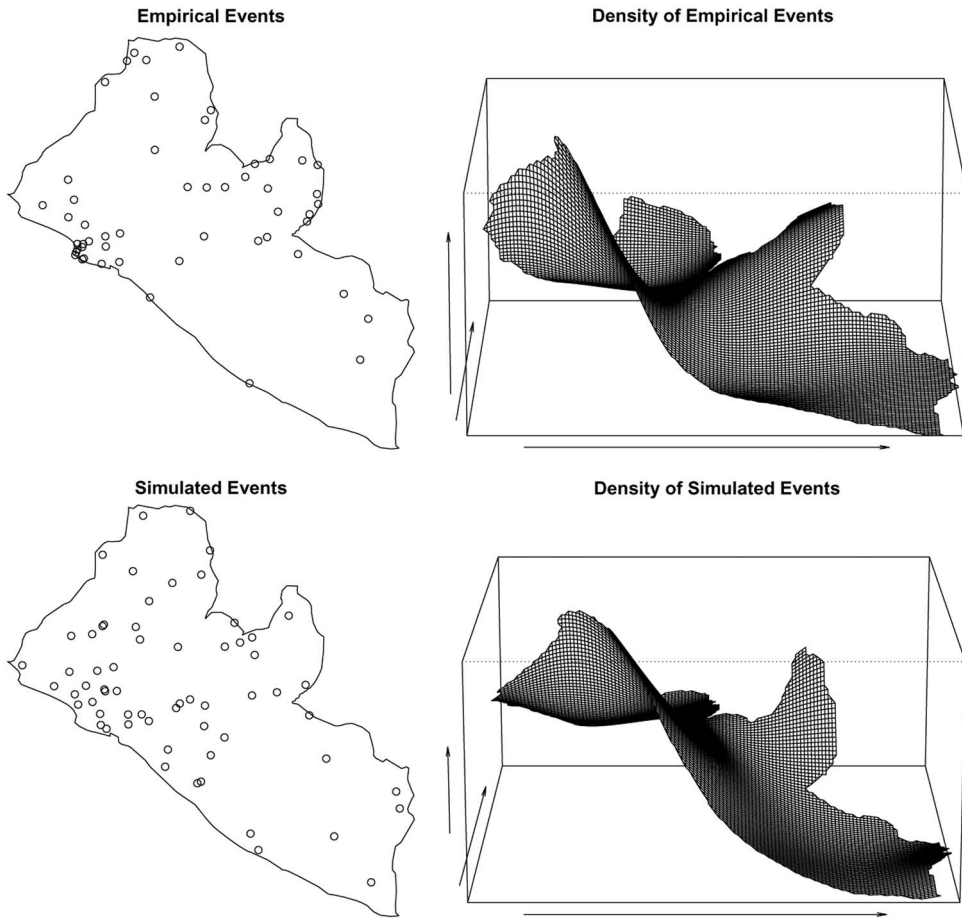 Empirical Events
Density of Empirical Events
Simulated Events
Density of Simulated Events